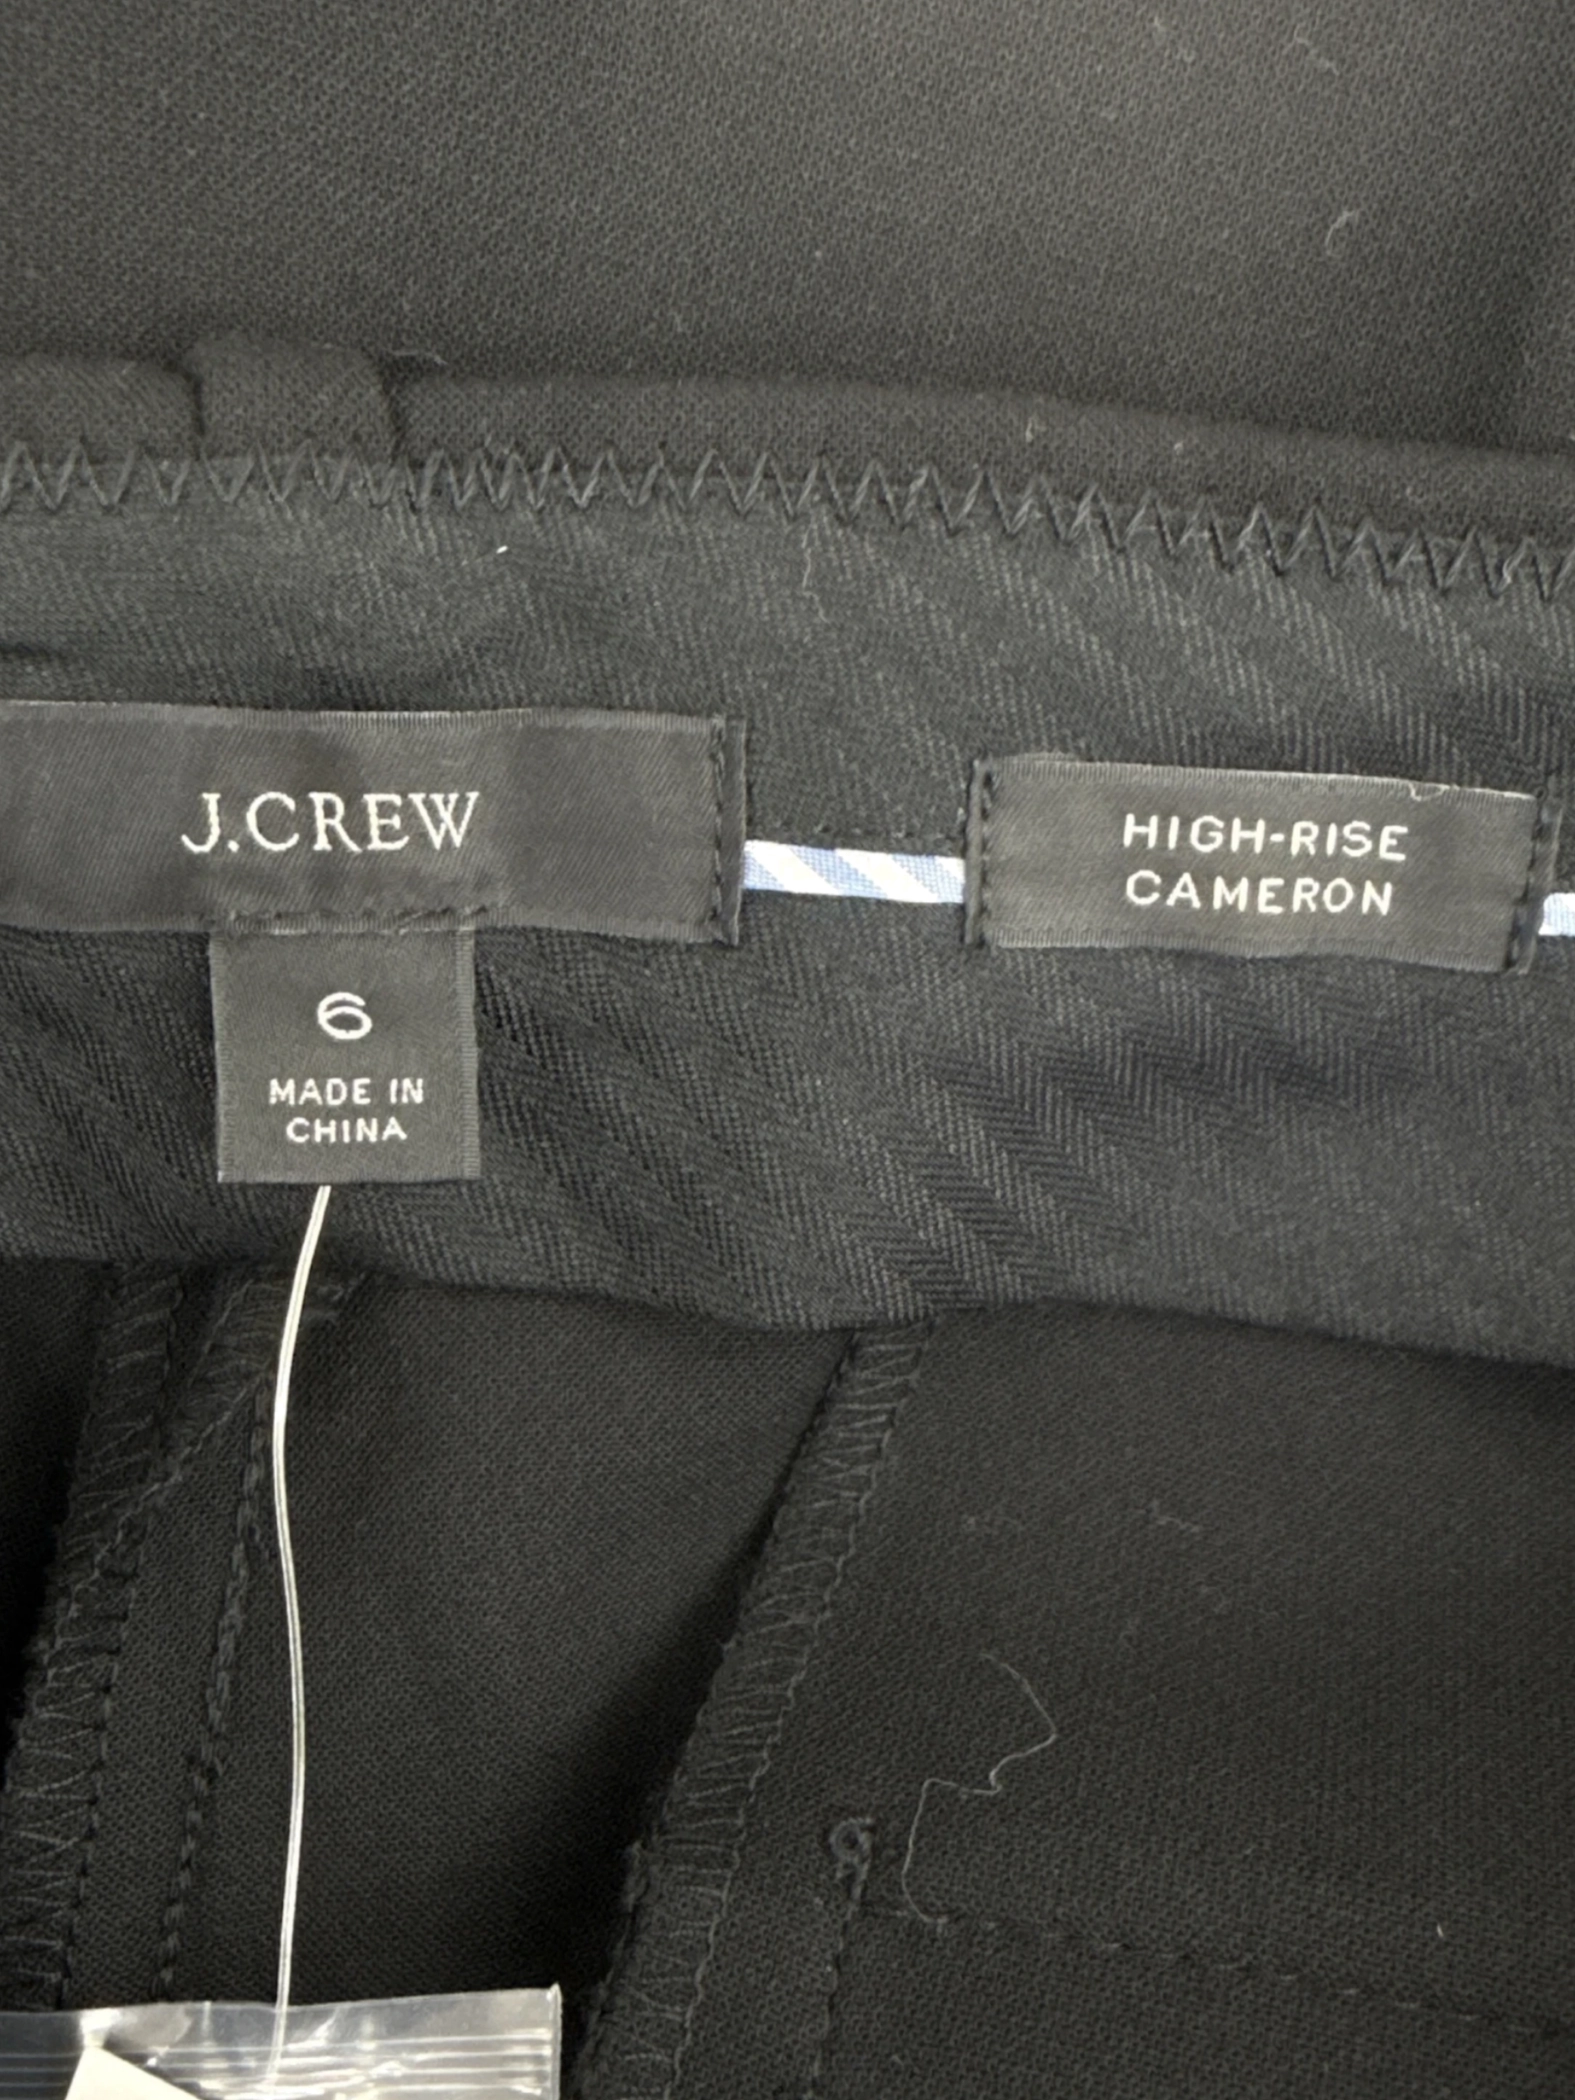 J.CREW
6
MADE IN
CHINA
HIGH-RISE
CAMERON